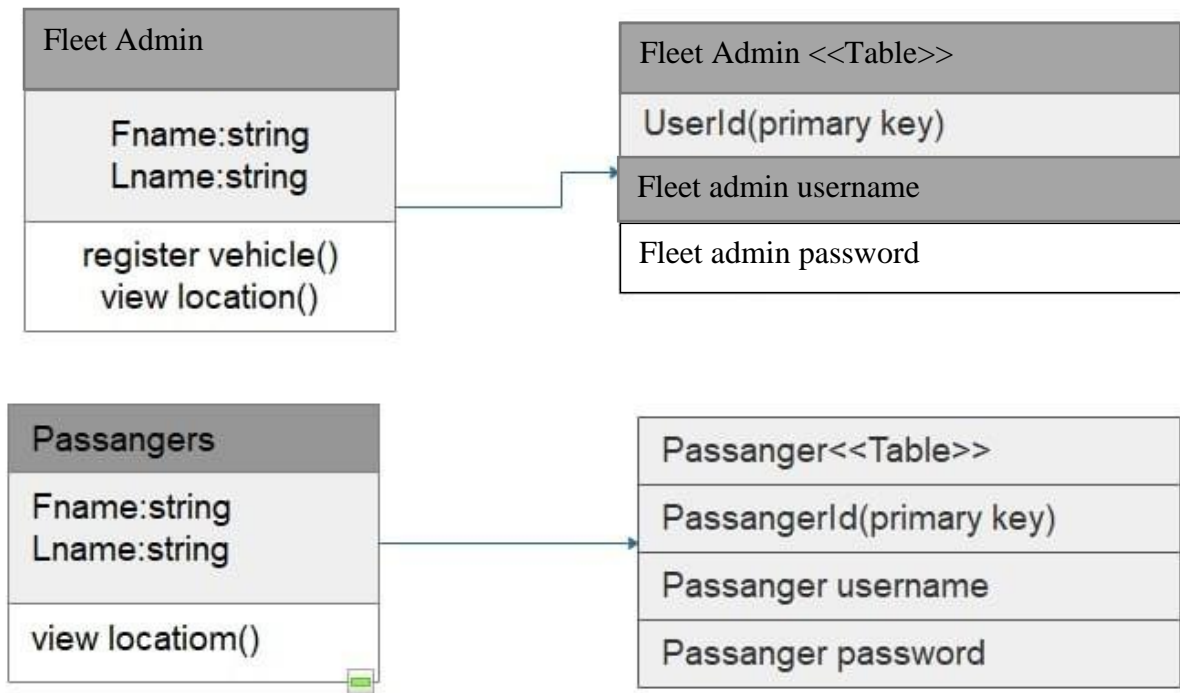 Fleet Admin
Fname:string
Lname:string
register vehicle()
view location()
Fleet Admin <<Table>>
UserId(primary key)
Fleet admin username
Fleet admin password
Passangers
Fname:string
Lname:string
view locatiom()
Passanger<<Table>>
PassangerId(primary key)
Passanger username
Passanger password